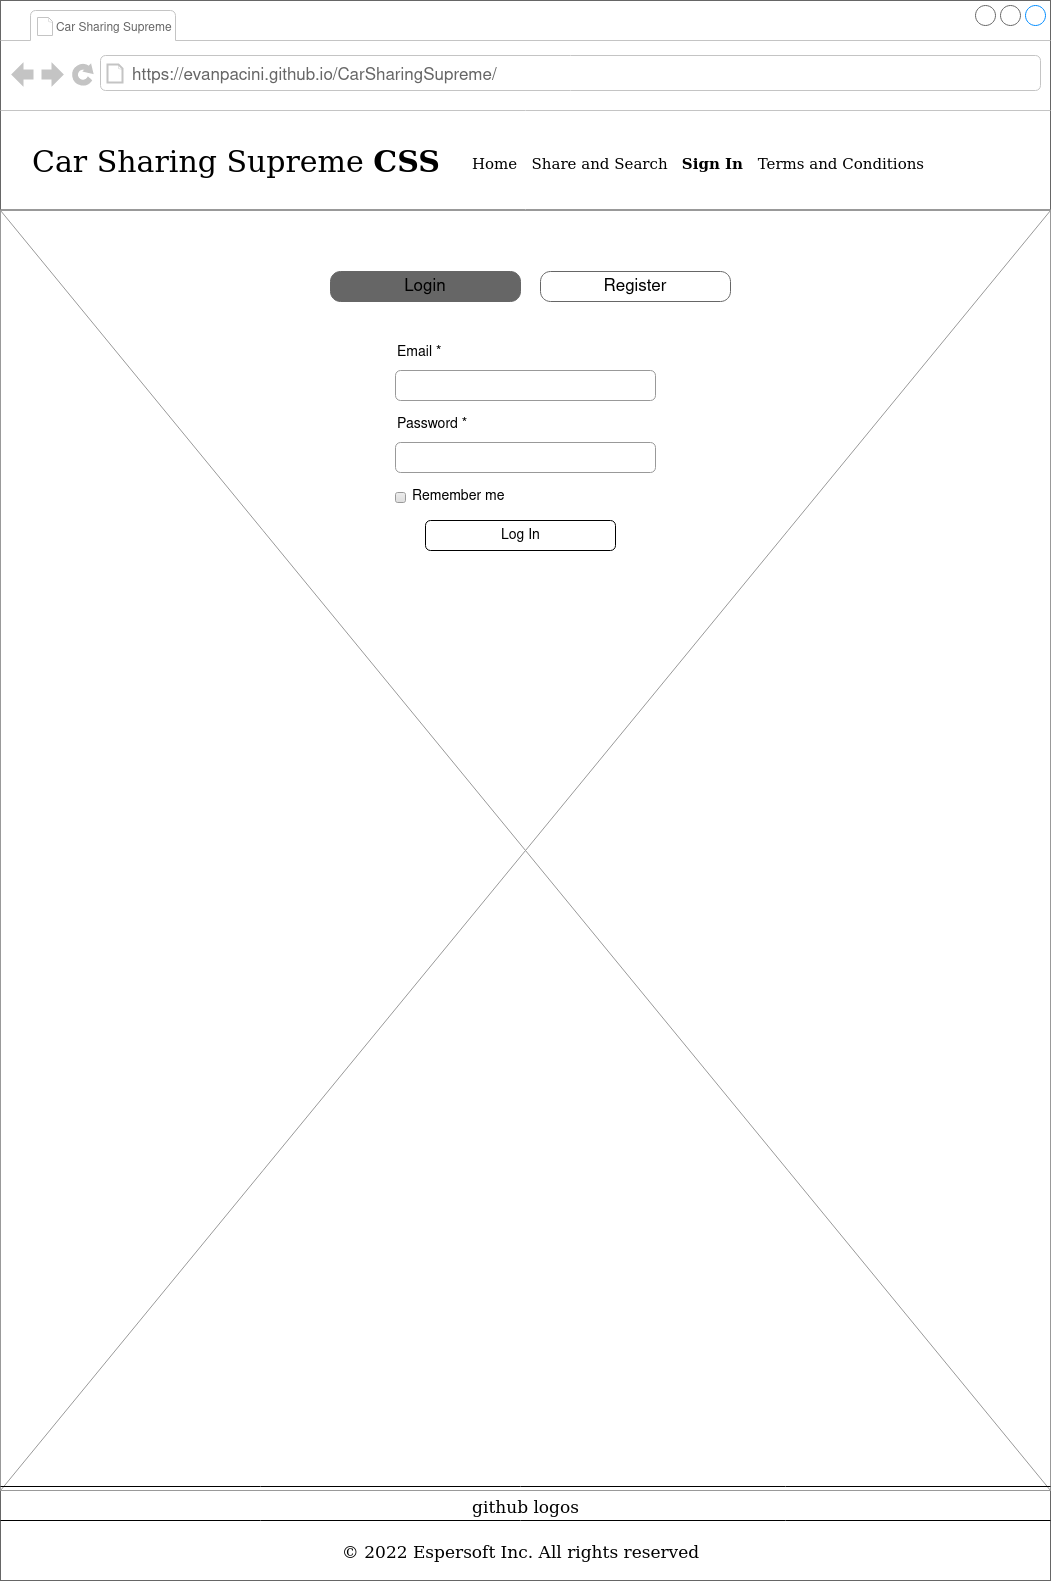 Car Sharing Supreme
https://evanpacini.github.io/CarSharingSupreme/
Car Sharing Supreme CSS Home Share and Search Sign In Terms and Conditions
Login Register
Email *
Password *
Remember me
Log In
github logos
© 2022 Espersoft Inc. All rights reserved